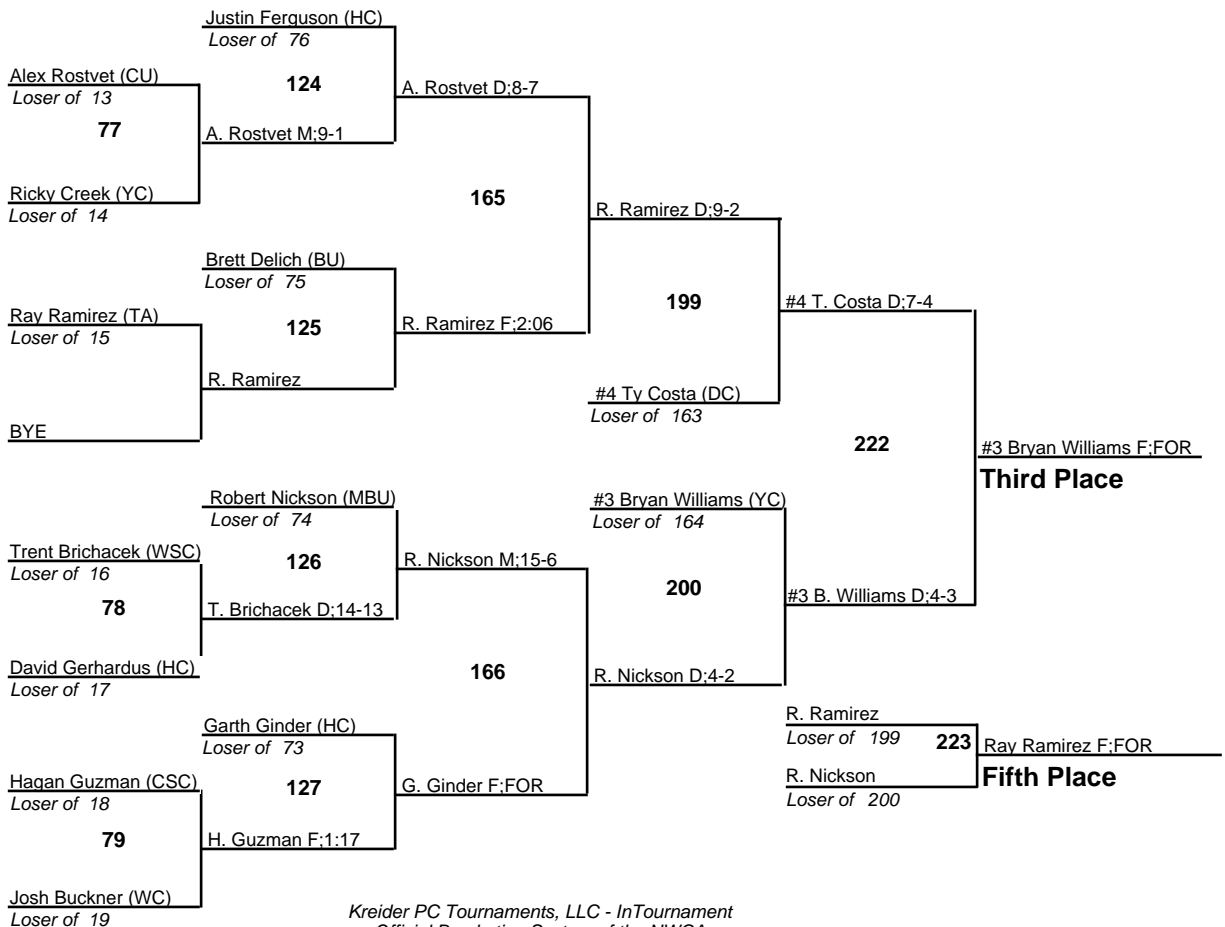 Justin Ferguson (HC)
Loser of 76
Alex Rostvet (CU)
Loser of 13
124
A. Rostvet D;8-7
77
A. Rostvet M;9-1
Ricky Creek (YC)
Loser of 14
165
R. Ramirez D;9-2
Brett Delich (BU)
Loser of 75
Ray Ramirez (TA)
Loser of 15
125
R. Ramirez F;2:06
199
#4 T. Costa D;7-4
R. Ramirez
#4 Ty Costa (DC)
Loser of 163
BYE
222
#3 Bryan Williams F;FOR
Third Place
Robert Nickson (MBU)
Loser of 74
#3 Bryan Williams (YC)
Loser of 164
Trent Brichacek (WSC)
Loser of 16
126
R. Nickson M;15-6
200
78
T. Brichacek D;14-13
#3 B. Williams D;4-3
David Gerhardus (HC)
Loser of 17
166
R. Nickson D;4-2
Garth Ginder (HC)
Loser of 73
R. Ramirez
Loser of 199
223
Ray Ramirez F;FOR
Fifth Place
R. Nickson
Loser of 200
Hagan Guzman (CSC)
Loser of 18
127
G. Ginder F;FOR
79
H. Guzman F;1:17
Josh Buckner (WC)
Loser of 19
Kreider PC Tournaments, LLC - InTournament